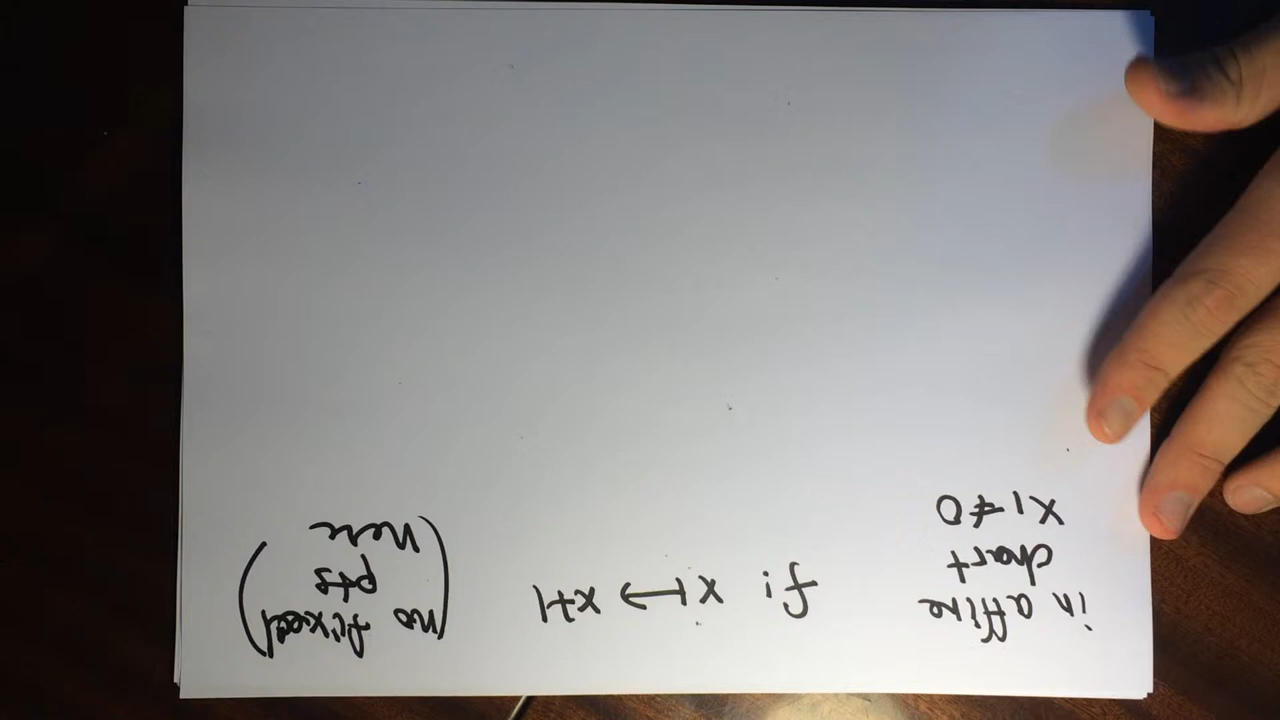 in affine
chart
x1≠0
f: x ↦ x+1
(no fixed
pts
here)